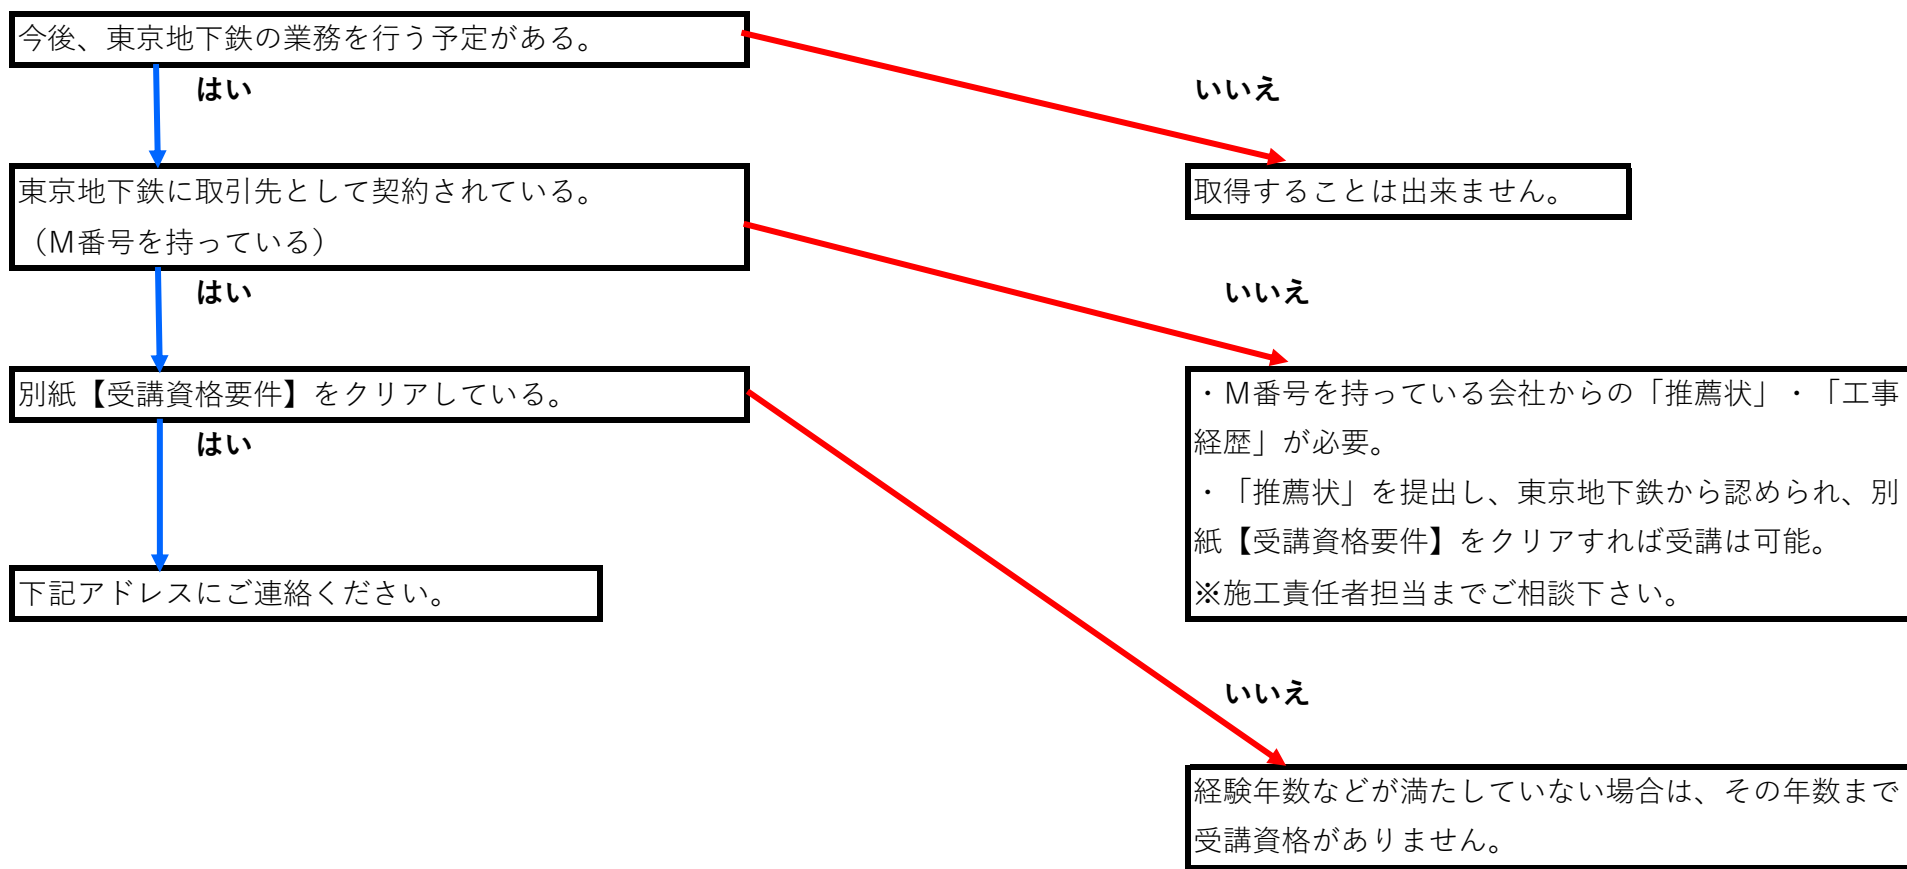 今後、東京地下鉄の業務を行う予定がある。
はい
いいえ
東京地下鉄に取引先として契約されている。
（M番号を持っている）
取得することは出来ません。
はい
いいえ
別紙【受講資格要件】をクリアしている。
はい
・M番号を持っている会社からの「推薦状」・「工事
経歴」が必要。
・「推薦状」を提出し、東京地下鉄から認められ、別
紙【受講資格要件】をクリアすれば受講は可能。
※施工責任者担当までご相談下さい。
下記アドレスにご連絡ください。
いいえ
経験年数などが満たしていない場合は、その年数まで
受講資格がありません。